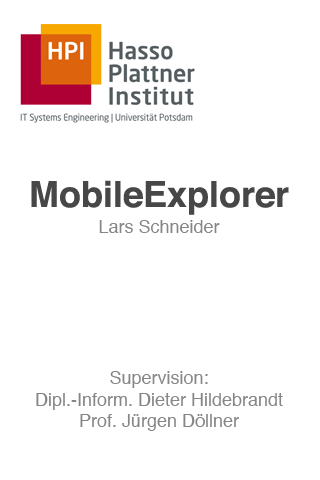 HPI
Hasso
Plattner
Institut
IT Systems Engineering | Universität Potsdam
MobileExplorer
Lars Schneider
Supervision:
Dipl.-Inform. Dieter Hildebrandt
Prof. Jürgen Döllner